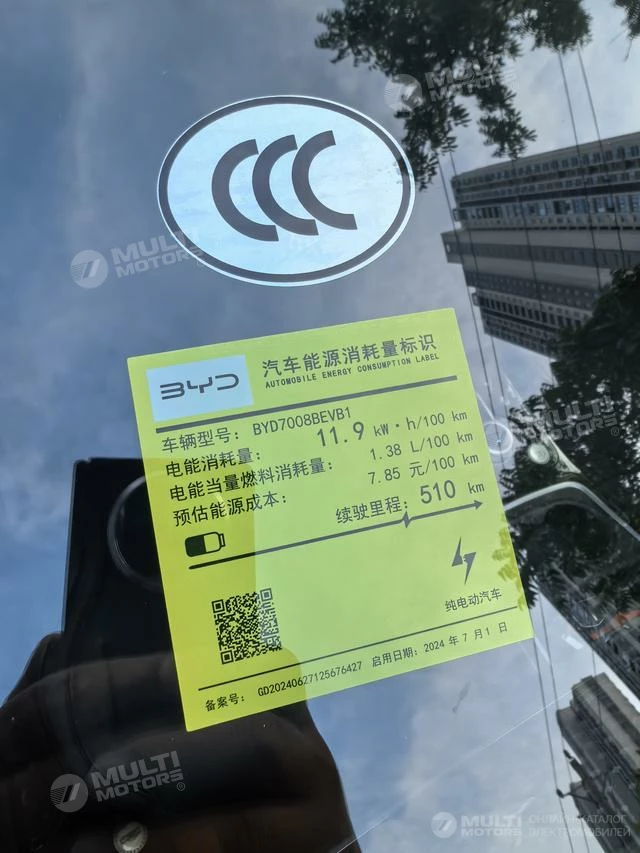 MULTI
MOTORS
CCC
MULTI
MOTORS
BYD
汽车能源消耗量标识
AUTOMOBILE ENERGY CONSUMPTION LABEL
车辆型号: BYD7008BEVB1
电能消耗量: 11.9 kW·h/100 km
电能当量燃料消耗量: 1.38 L/100 km
预估能源成本: 7.85 元/100 km
续驶里程: 510 km
纯电动汽车
备案号: GD20240627125676427 启用日期: 2024 年 7 月 1 日
MULTI
MOTORS
MULTI
MOTORS
ОНЛАЙН-КАТАЛОГ
ЭЛЕКТРОМОБИЛЕЙ